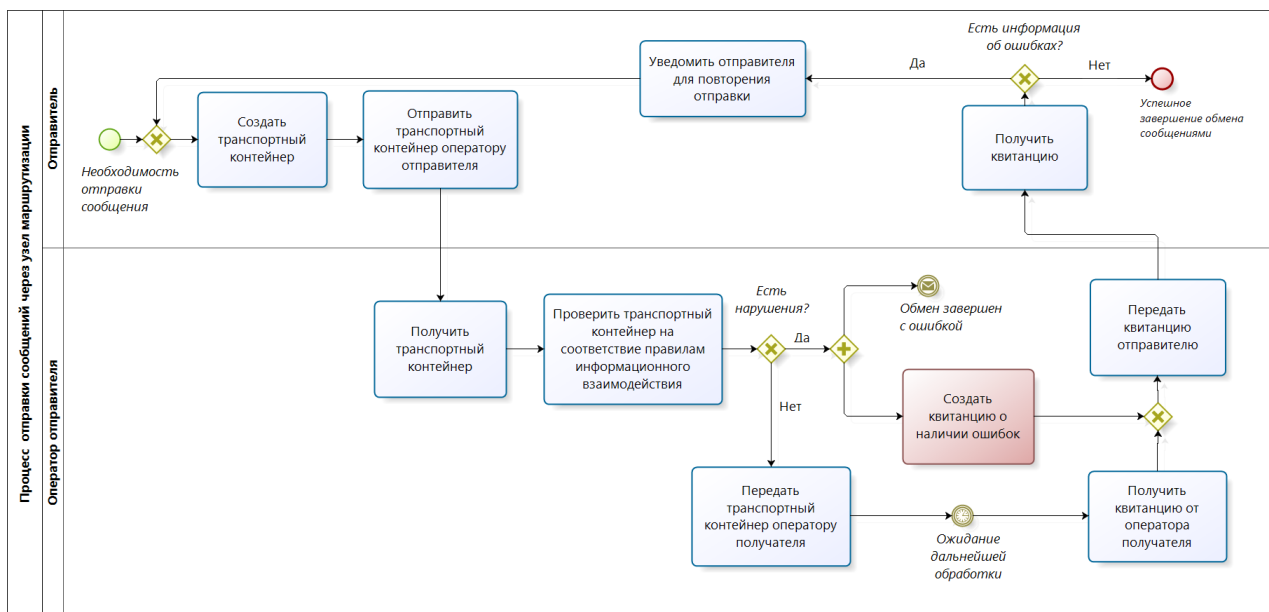 Процесс отправки сообщений через узел маршрутизации
Отправитель
Необходимость
отправки
сообщения
Создать
транспортный
контейнер
Отправить
транспортный
контейнер оператору
отправителя
Уведомить отправителя
для повторения
отправки
Да
Есть информация
об ошибках?
Нет
Успешное
завершение обмена
сообщениями
Получить
квитанцию
Оператор отправителя
Получить
транспортный
контейнер
Проверить транспортный
контейнер на
соответствие правилам
информационного
взаимодействия
Есть
нарушения?
Да
Нет
Обмен завершен
с ошибкой
Создать
квитанцию о
наличии ошибок
Передать
квитанцию
отправителю
Передать
транспортный
контейнер оператору
получателя
Ожидание
дальнейшей
обработки
Получить
квитанцию от
оператора
получателя